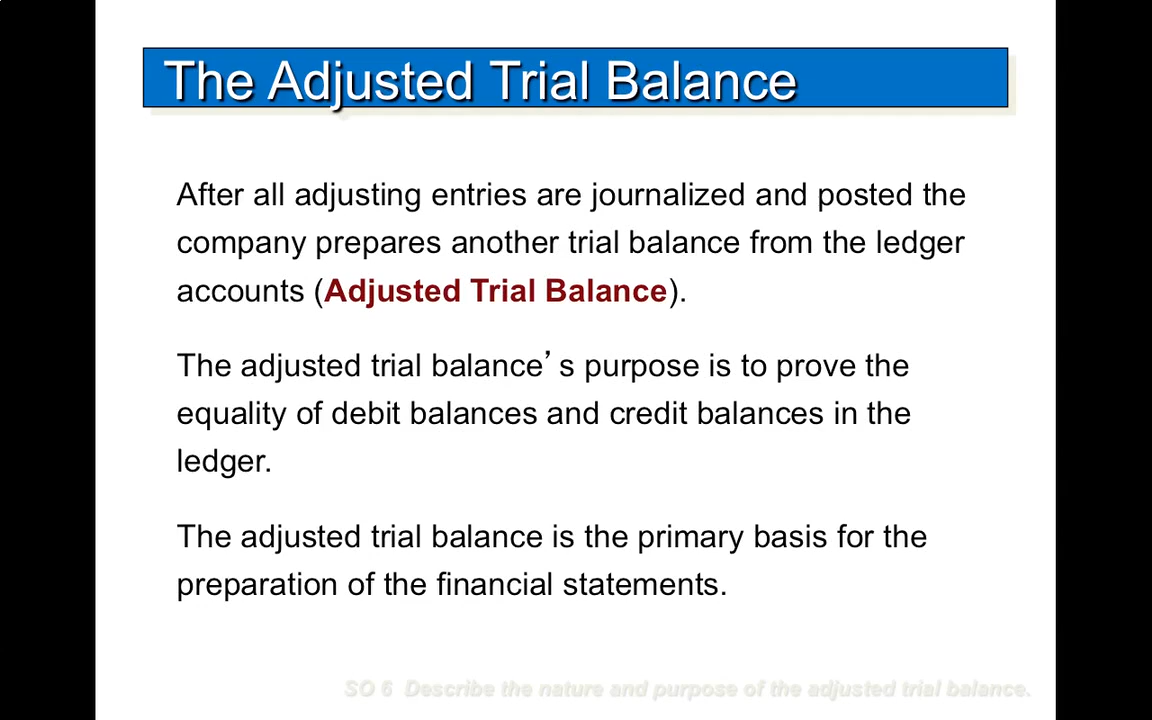 The Adjusted Trial Balance
After all adjusting entries are journalized and posted the
company prepares another trial balance from the ledger
accounts (Adjusted Trial Balance).
The adjusted trial balance’s purpose is to prove the
equality of debit balances and credit balances in the
ledger.
The adjusted trial balance is the primary basis for the
preparation of the financial statements.
SO 6 Describe the nature and purpose of the adjusted trial balance.